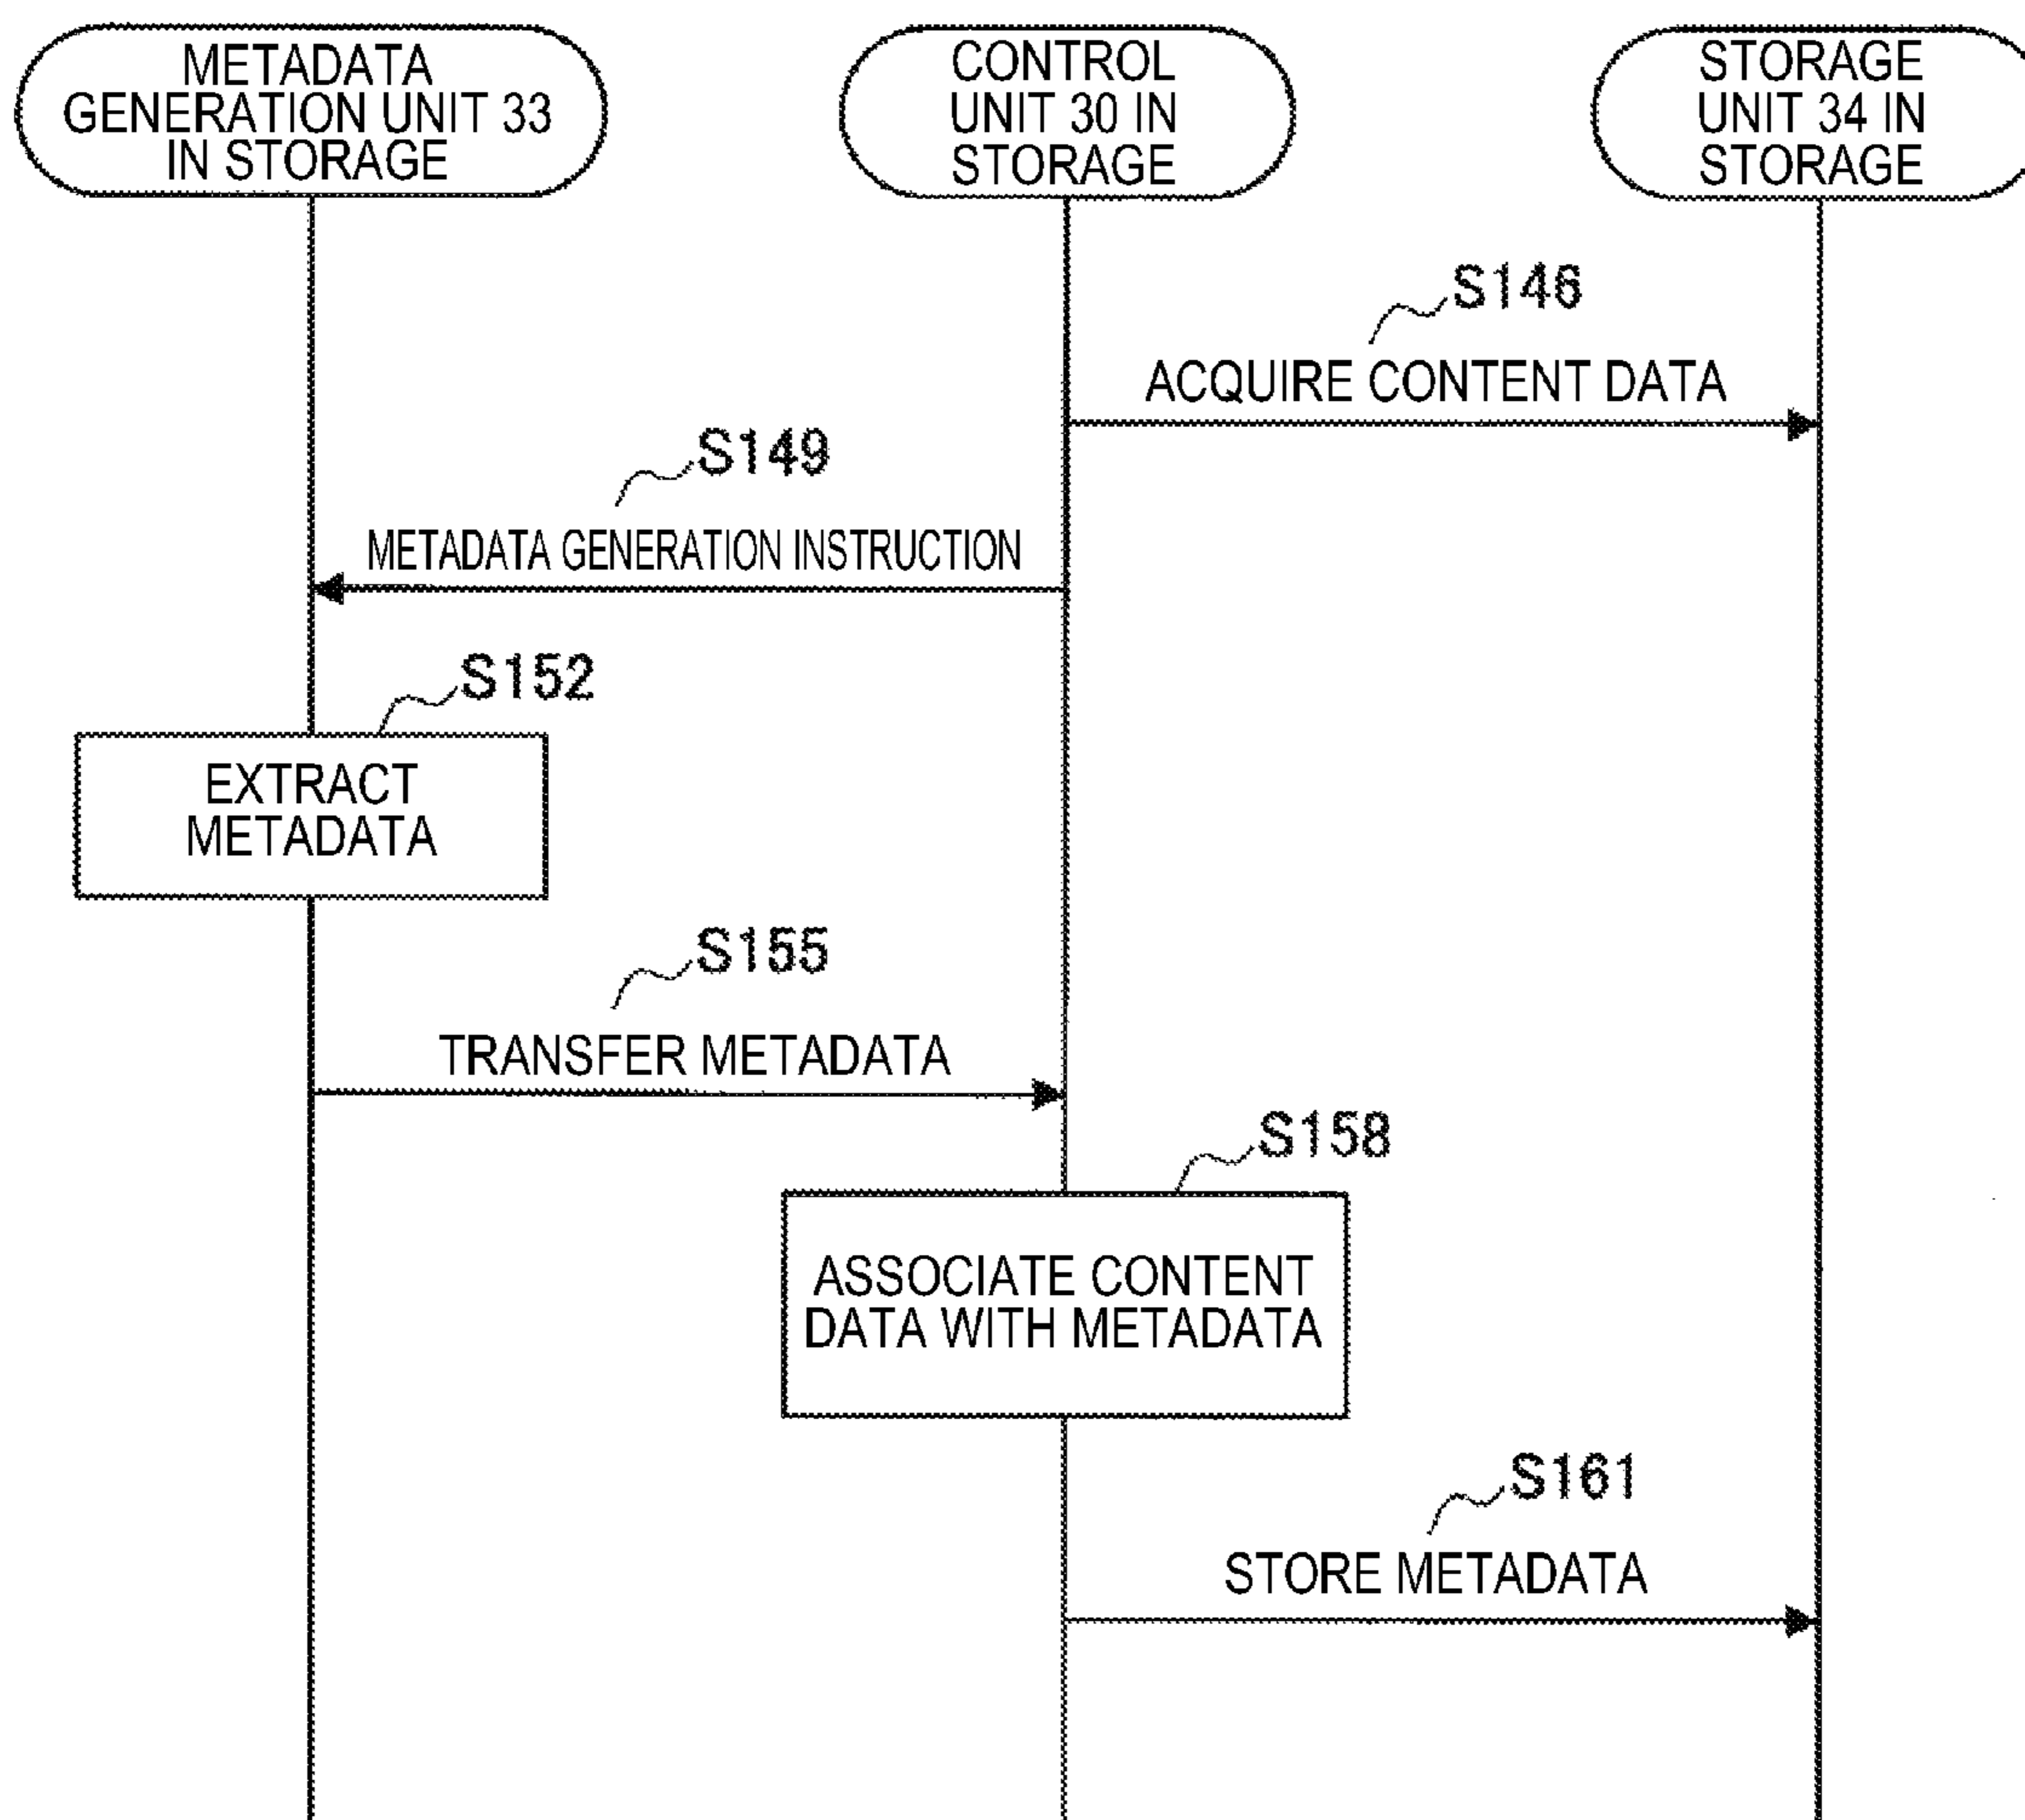 METADATA
GENERATION UNIT 33
IN STORAGE
CONTROL
UNIT 30 IN
STORAGE
STORAGE
UNIT 34 IN
STORAGE
S146
ACQUIRE CONTENT DATA
S149
METADATA GENERATION INSTRUCTION
S152
EXTRACT
METADATA
S155
TRANSFER METADATA
S158
ASSOCIATE CONTENT
DATA WITH METADATA
S161
STORE METADATA